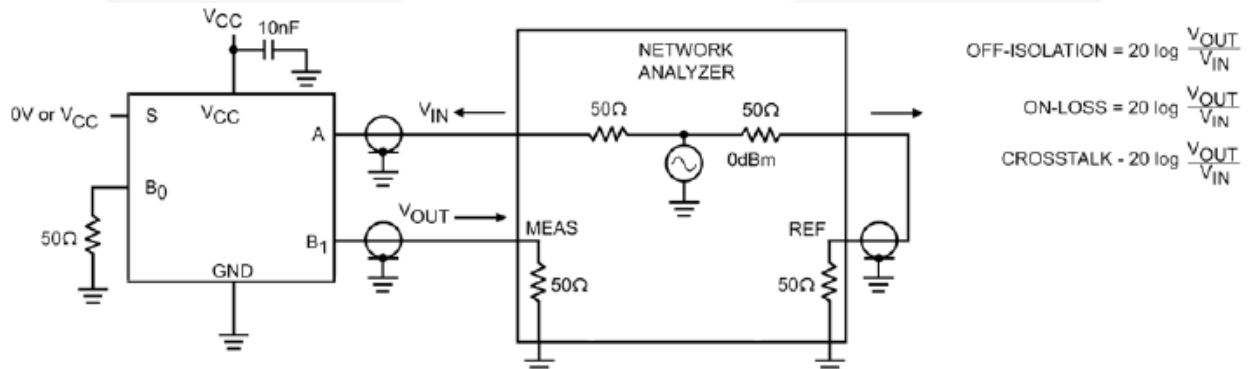 VCC
10nF
0V or VCC
S
VCC
A
B0
50Ω
B1
GND
VIN
VOUT
NETWORK
ANALYZER
50Ω
50Ω
0dBm
MEAS
REF
50Ω
50Ω
OFF-ISOLATION = 20 log VOUT
VIN
ON-LOSS = 20 log VOUT
VIN
CROSSTALK - 20 log VOUT
VIN